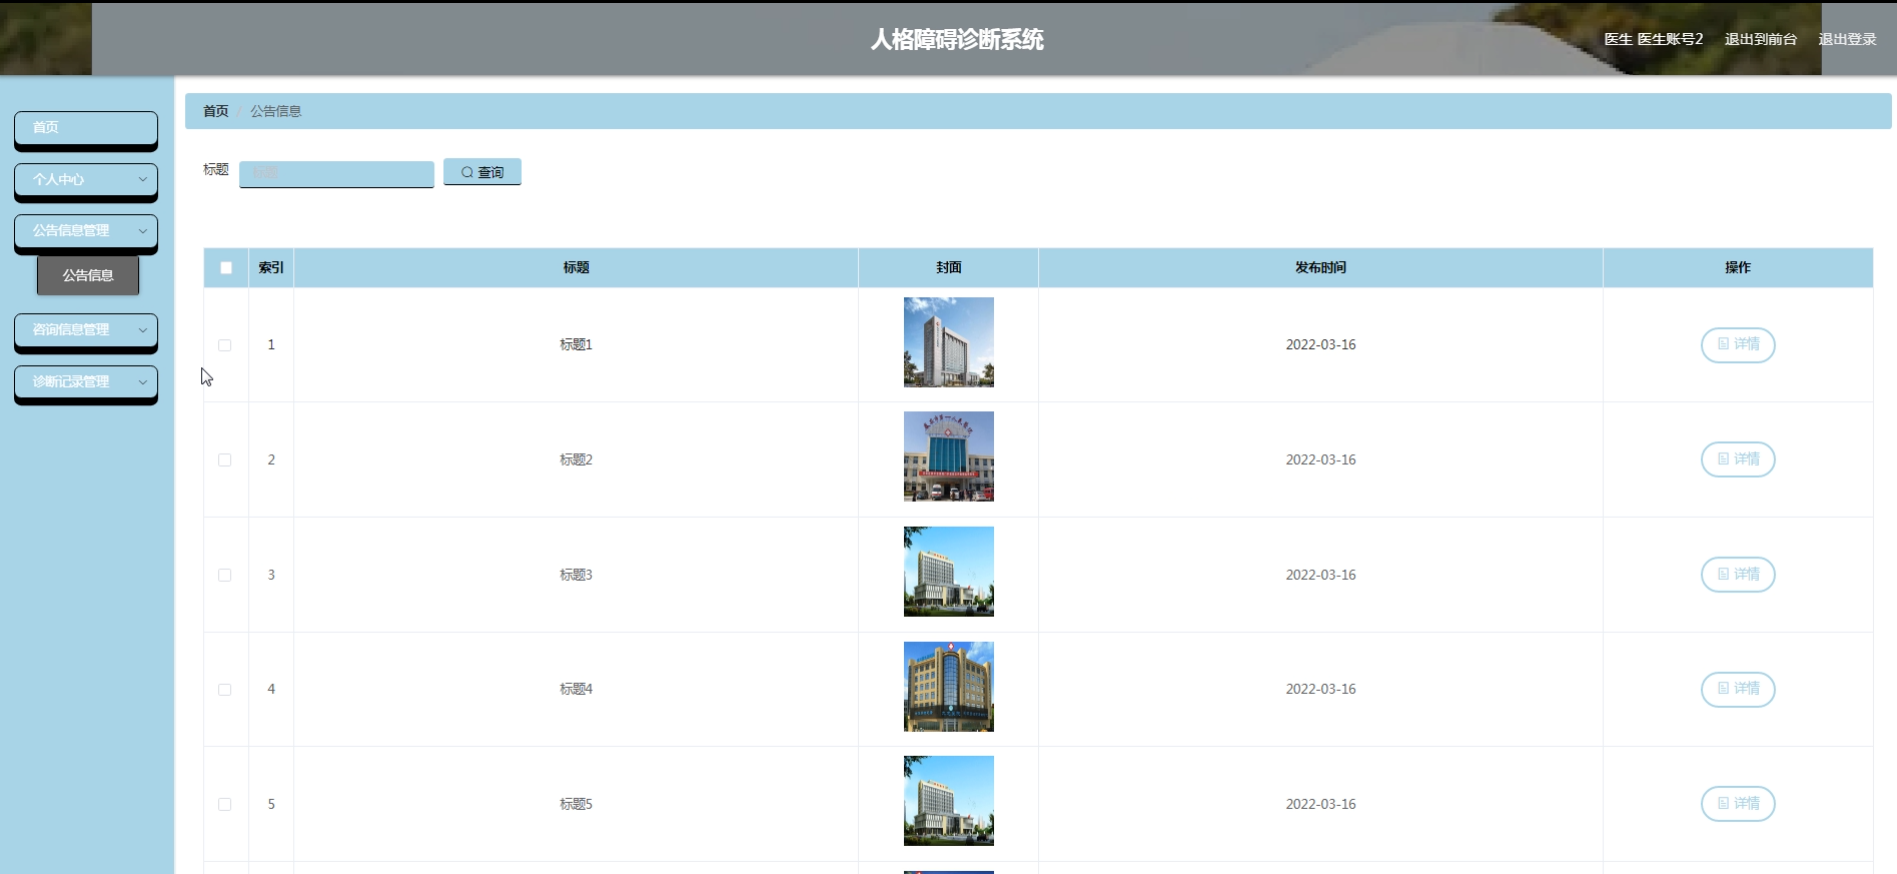 人格障碍诊断系统
医生 医生账号2 退出到前台 退出登录
首页
个人中心
公告信息管理
公告信息
咨询信息管理
诊断记录管理
首页 / 公告信息
标题 标题 查询
索引 标题 封面 发布时间 操作
1 标题1 2022-03-16 详情
2 标题2 2022-03-16 详情
3 标题3 2022-03-16 详情
4 标题4 2022-03-16 详情
5 标题5 2022-03-16 详情